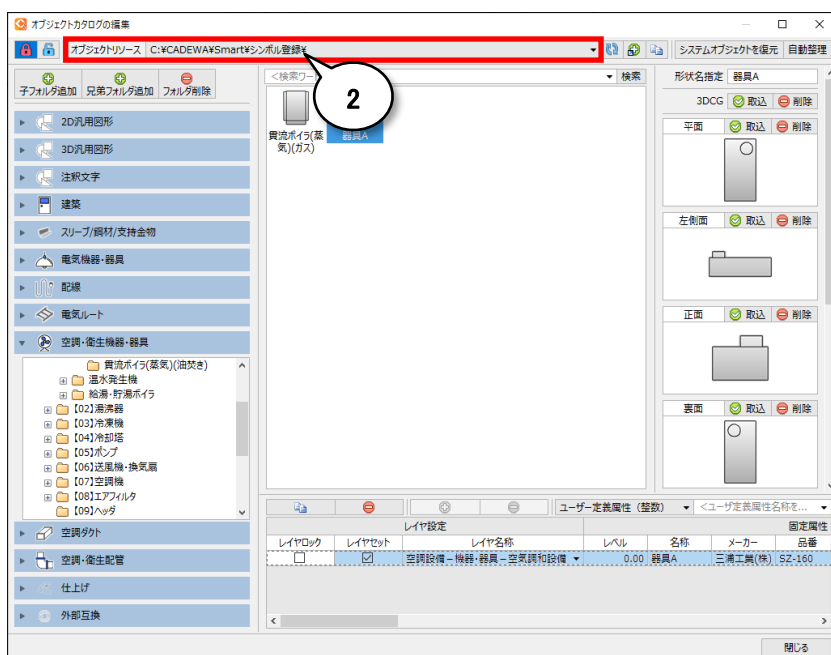 オブジェクトカタログの編集
オブジェクトリソース C:¥CADEWA¥Smart¥シンボル登録¥
システムオブジェクトを復元 自動整理
2
子フォルダ追加 兄弟フォルダ追加 フォルダ削除
2D汎用図形
3D汎用図形
注釈文字
建築
スリーブ/鋼材/支持金物
電気機器・器具
配線
電気ルート
空調・衛生機器・器具
貫流ボイラ(蒸気)(油焚き)
温水発生機
給湯・貯湯ボイラ
【02】湯沸器
【03】冷凍機
【04】冷却塔
【05】ポンプ
【06】送風機・換気扇
【07】空調機
【08】エアフィルタ
【09】ヘッダ
空調ダクト
空調・衛生配管
仕上げ
外部互換
<検索ワード
検索
貫流ボイラ(蒸
気)(ガス)
器具A
形状名指定 器具A
3DCG 取込 削除
平面 取込 削除
左側面 取込 削除
正面 取込 削除
裏面 取込 削除
ユーザー定義属性（整数） <ユーザ定義属性名称を...
レイヤ設定 固定属性
レイヤロック レイヤセット レイヤ名称 レベル 名称 メーカー 品番
空調設備－機器・器具－空気調和設備 0.00 器具A 三浦工業(株) SZ-160
閉じる